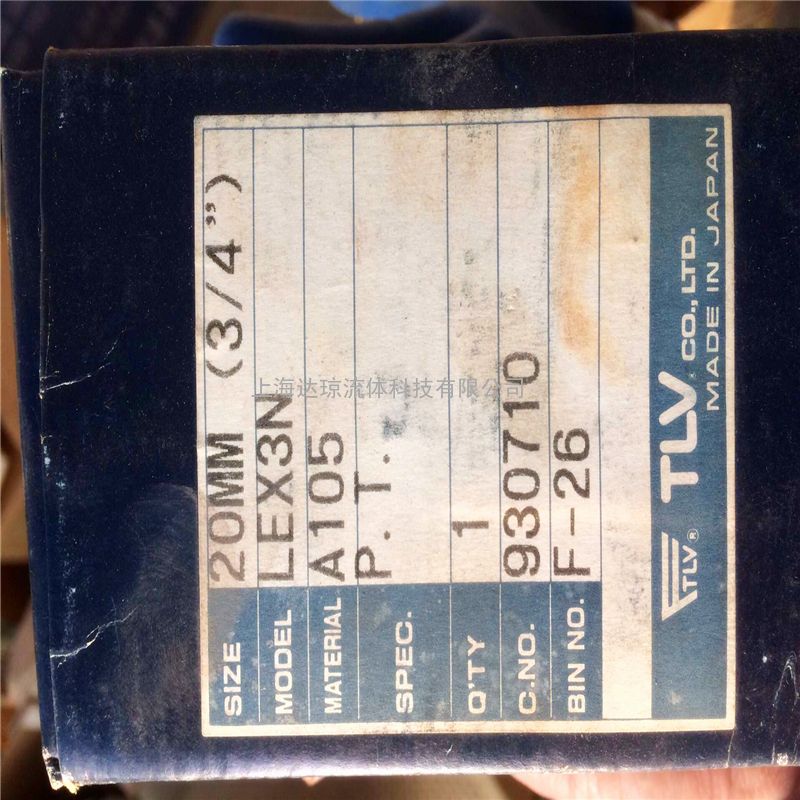 SIZE 20MM (3/4")
MODEL LEX3N
MATERIAL A105
SPEC. P. T.
Q'TY 1
C.NO. 930710
BIN NO. F-26
TLV® TLV® CO., LTD.
MADE IN JAPAN
上海达琼流体科技有限公司